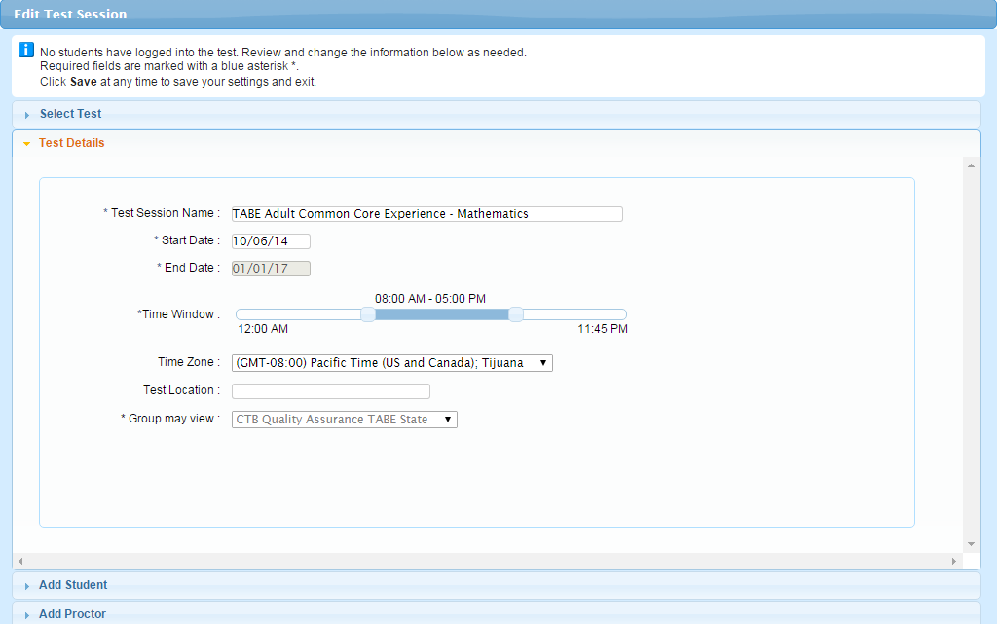 Edit Test Session
No students have logged into the test. Review and change the information below as needed.
Required fields are marked with a blue asterisk *.
Click Save at any time to save your settings and exit.
Select Test
Test Details
* Test Session Name : TABE Adult Common Core Experience - Mathematics
* Start Date : 10/06/14
* End Date : 01/01/17
08:00 AM - 05:00 PM
*Time Window :
12:00 AM 11:45 PM
Time Zone : (GMT-08:00) Pacific Time (US and Canada); Tijuana
Test Location :
* Group may view : CTB Quality Assurance TABE State
Add Student
Add Proctor